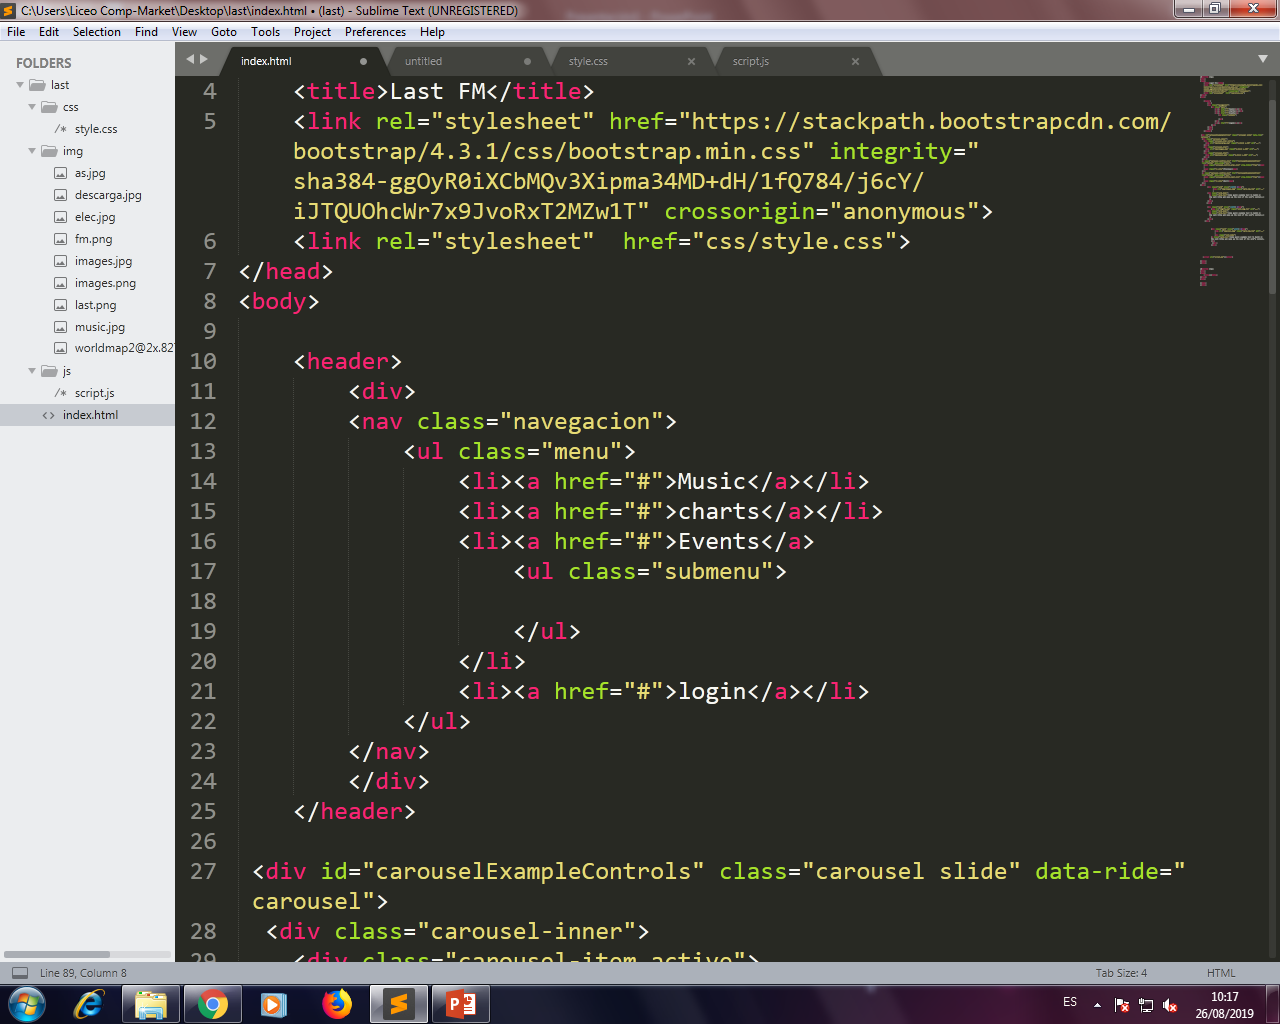 C:\Users\Liceo Comp-Market\Desktop\last\index.html • (last) - Sublime Text (UNREGISTERED)
File Edit Selection Find View Goto Tools Project Preferences Help
FOLDERS
last
css
/* style.css
img
as.jpg
descarga.jpg
elec.jpg
fm.png
images.jpg
images.png
last.png
music.jpg
worldmap2@2x.827
js
/* script.js
<> index.html
index.html untitled style.css script.js
4 <title>Last FM</title>
5 <link rel="stylesheet" href="https://stackpath.bootstrapcdn.com/
bootstrap/4.3.1/css/bootstrap.min.css" integrity="
sha384-ggOyR0iXCbMQv3Xipma34MD+dH/1fQ784/j6cY/
iJTQUOhcWr7x9JvoRxT2MZw1T" crossorigin="anonymous">
6 <link rel="stylesheet"  href="css/style.css">
7 </head>
8 <body>
9
10 <header>
11 <div>
12 <nav class="navegacion">
13 <ul class="menu">
14 <li><a href="#">Music</a></li>
15 <li><a href="#">charts</a></li>
16 <li><a href="#">Events</a>
17 <ul class="submenu">
18
19 </ul>
20 </li>
21 <li><a href="#">login</a></li>
22 </ul>
23 </nav>
24 </div>
25 </header>
26
27 <div id="carouselExampleControls" class="carousel slide" data-ride="
carousel">
28 <div class="carousel-inner">
29 <div class="carousel-item active">
Line 89, Column 8 Tab Size: 4 HTML
ES 10:17
26/08/2019